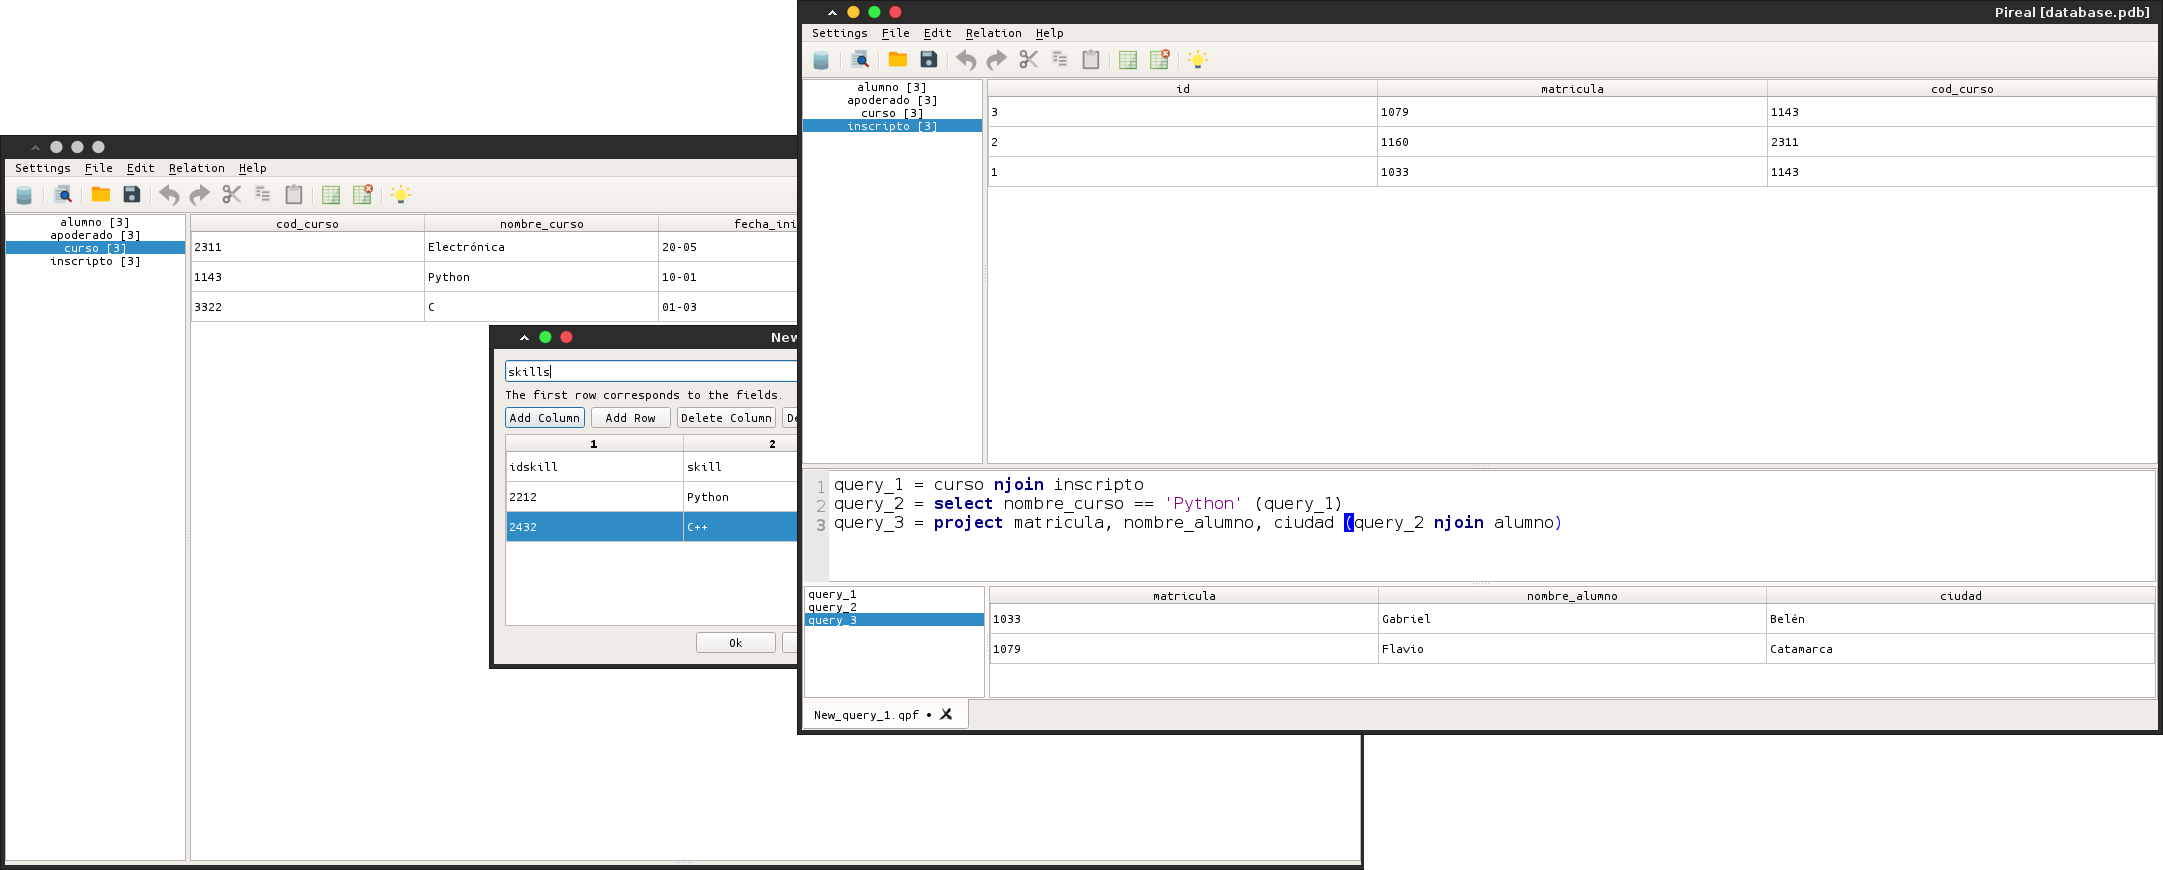 Pireal [database.pdb]
Settings File Edit Relation Help
alumno [3]
apoderado [3]
curso [3]
inscripto [3]
id matricula cod_curso
3 1079 1143
2 1160 2311
1 1033 1143
1 query_1 = curso njoin inscripto
2 query_2 = select nombre_curso == 'Python' (query_1)
3 query_3 = project matricula, nombre_alumno, ciudad (query_2 njoin alumno)
query_1
query_2
query_3
matricula nombre_alumno ciudad
1033 Gabriel Belén
1079 Flavio Catamarca
New_query_1.qpf •
Settings File Edit Relation Help
alumno [3]
apoderado [3]
curso [3]
inscripto [3]
cod_curso nombre_curso fecha_ini
2311 Electrónica 20-05
1143 Python 10-01
3322 C 01-03
New
skills
The first row corresponds to the fields.
Add Column Add Row Delete Column De
1 2
idskill skill
2212 Python
2432 C++
Ok